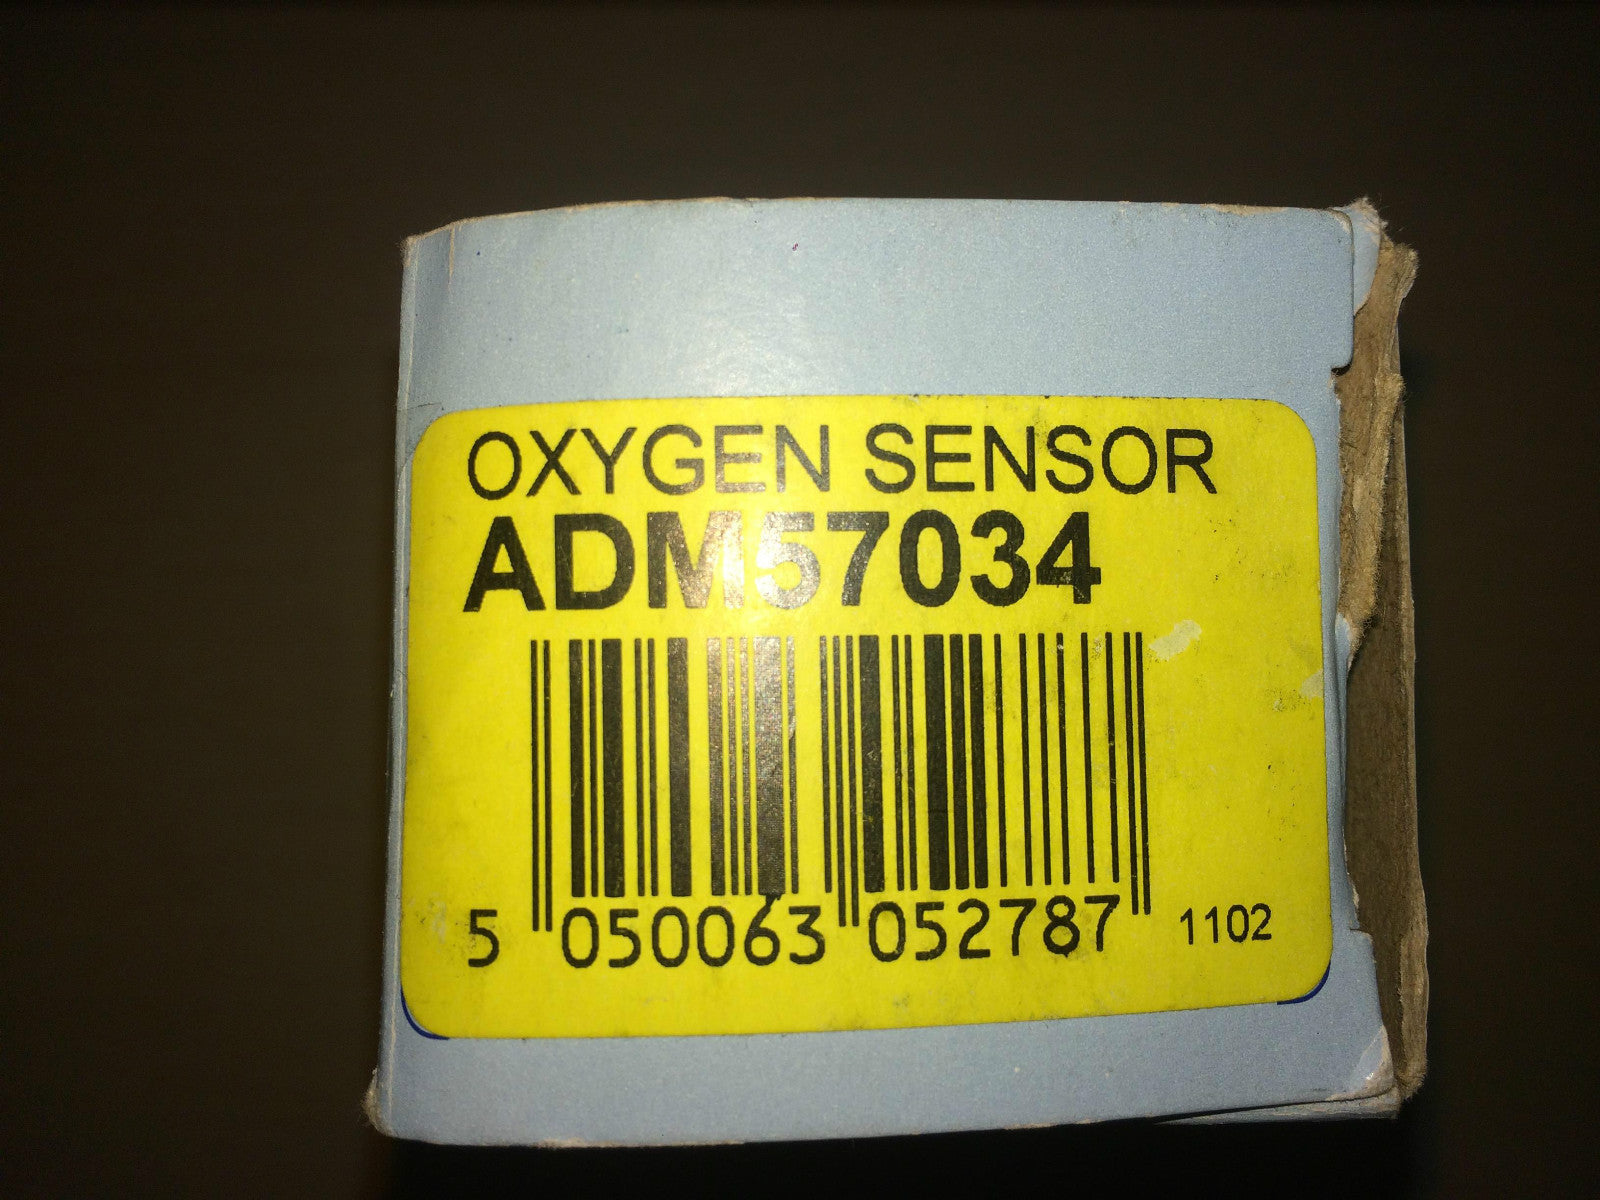 OXYGEN SENSOR
ADM57034
5 050063 052787 1102